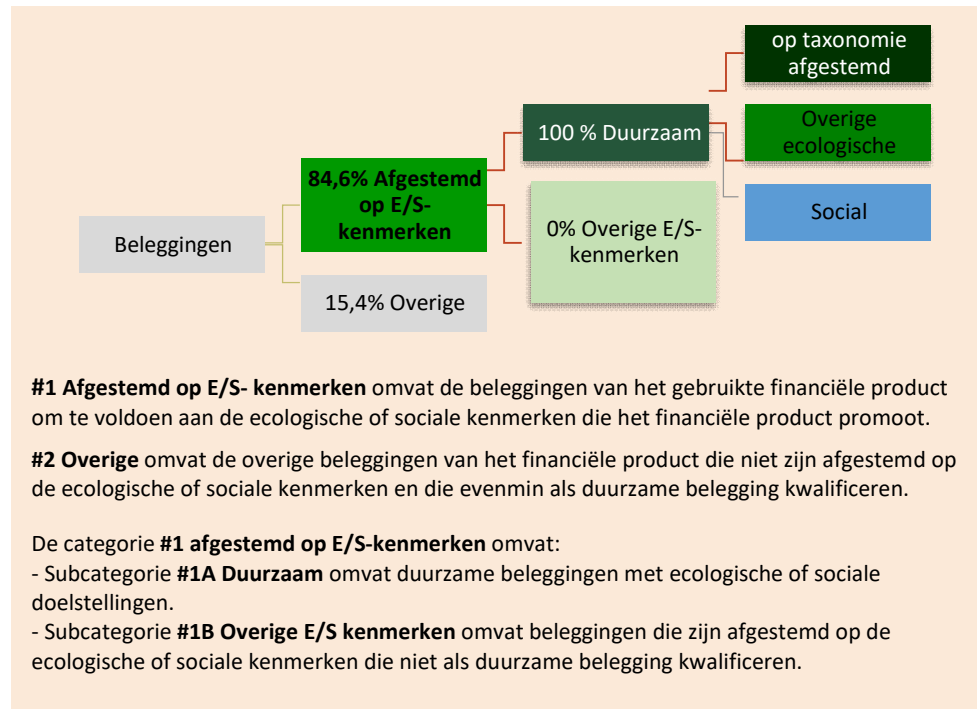 op taxonomie
afgestemd
100 % Duurzaam
Overige
ecologische
84,6% Afgestemd
op E/S-
kenmerken
Social
0% Overige E/S-
kenmerken
Beleggingen
15,4% Overige
#1 Afgestemd op E/S- kenmerken omvat de beleggingen van het gebruikte financiële product
om te voldoen aan de ecologische of sociale kenmerken die het financiële product promoot.
#2 Overige omvat de overige beleggingen van het financiële product die niet zijn afgestemd op
de ecologische of sociale kenmerken en die evenmin als duurzame belegging kwalificeren.
De categorie #1 afgestemd op E/S-kenmerken omvat:
- Subcategorie #1A Duurzaam omvat duurzame beleggingen met ecologische of sociale
doelstellingen.
- Subcategorie #1B Overige E/S kenmerken omvat beleggingen die zijn afgestemd op de
ecologische of sociale kenmerken die niet als duurzame belegging kwalificeren.